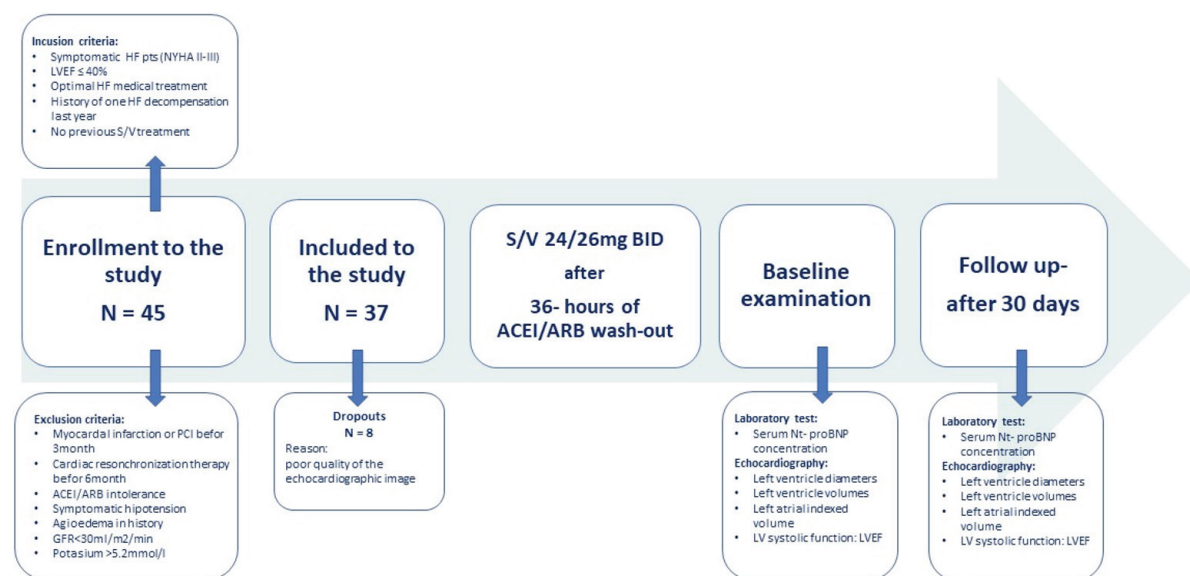 Incusion criteria:
• Symptomatic HF pts (NYHA II-III)
• LVEF ≤ 40%
• Optimal HF medical treatment
• History of one HF decompensation
last year
• No previous S/V treatment
Enrollment to the
study
N = 45
Exclusion criteria:
• Myocardal infarction or PCI befor
3month
• Cardiac resonchronization therapy
befor 6month
• ACEI/ARB intolerance
• Symptomatic hipotension
• Agioedema in history
• GFR<30ml/m2/min
• Potasium >5.2mmol/l
Included to
the study
N = 37
Dropouts
N = 8
Reason:
poor quality of the
echocardiographic image
S/V 24/26mg BID
after
36- hours of
ACEI/ARB wash-out
Baseline
examination
Laboratory test:
• Serum Nt- proBNP
concentration
Echocardiography:
• Left ventricle diameters
• Left ventricle volumes
• Left atrial indexed
volume
• LV systolic function: LVEF
Follow up-
after 30 days
Laboratory test:
• Serum Nt- proBNP
concentration
Echocardiography:
• Left ventricle diameters
• Left ventricle volumes
• Left atrial indexed
volume
• LV systolic function: LVEF